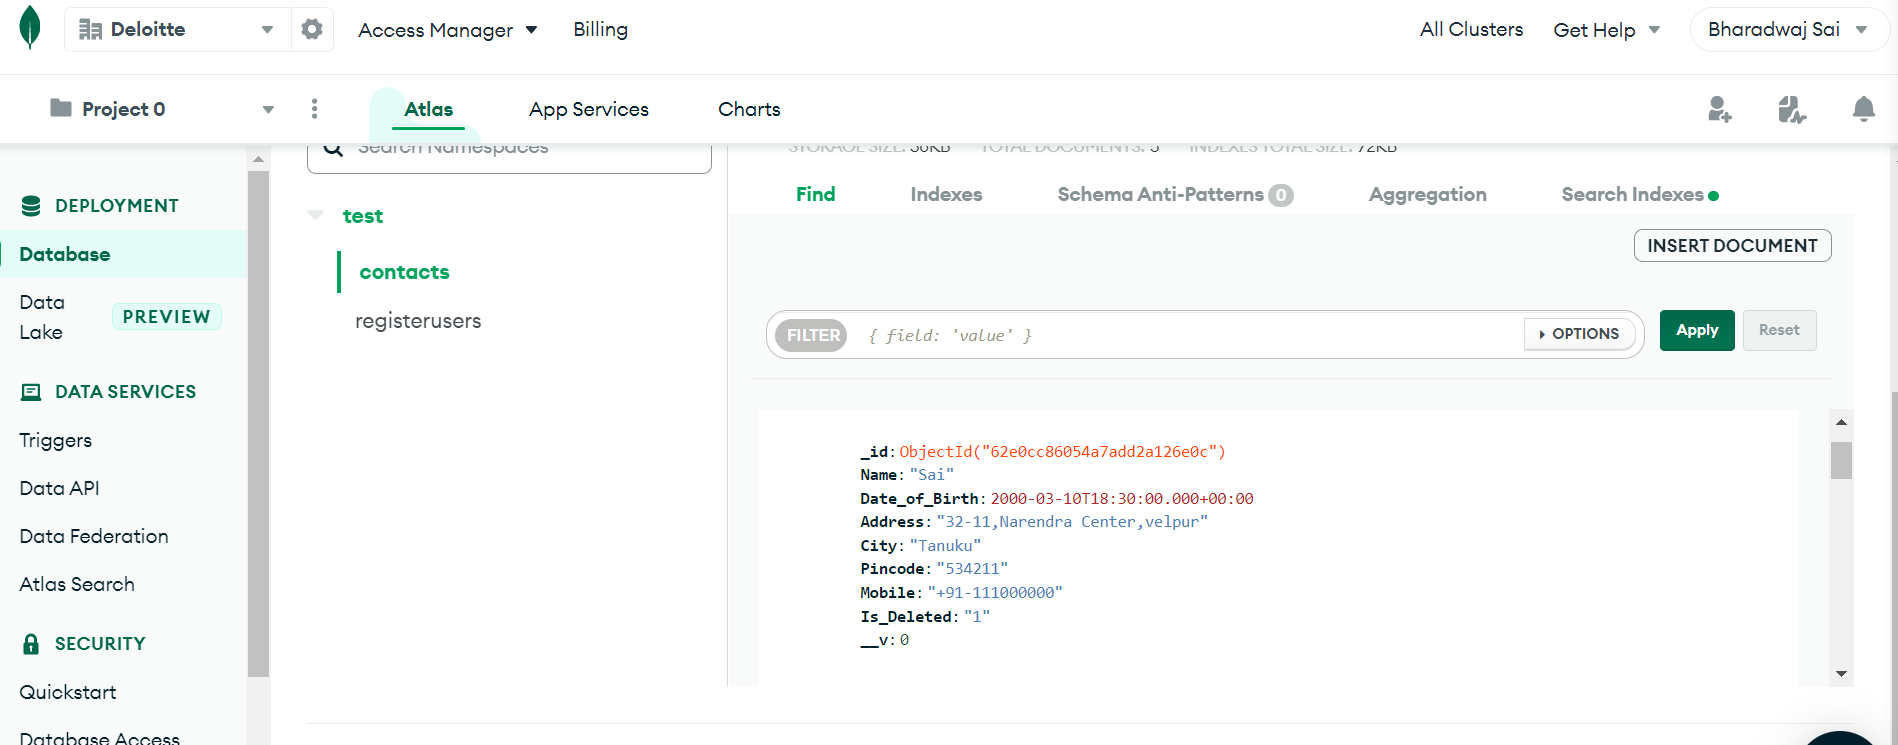 Deloitte
Access Manager
Billing
All Clusters
Get Help
Bharadwaj Sai
Project 0
Atlas
App Services
Charts
Search Namespaces
STORAGE SIZE: 36KB TOTAL DOCUMENTS: 5 INDEXES TOTAL SIZE: 72KB
DEPLOYMENT
Database
Data
Lake
PREVIEW
DATA SERVICES
Triggers
Data API
Data Federation
Atlas Search
SECURITY
Quickstart
Database Access
test
contacts
registerusers
Find
Indexes
Schema Anti-Patterns 0
Aggregation
Search Indexes
INSERT DOCUMENT
FILTER { field: 'value' }
OPTIONS
Apply
Reset
_id: ObjectId("62e0cc86054a7add2a126e0c")
Name: "Sai"
Date_of_Birth: 2000-03-10T18:30:00.000+00:00
Address: "32-11,Narendra Center,velpur"
City: "Tanuku"
Pincode: "534211"
Mobile: "+91-111000000"
Is_Deleted: "1"
__v: 0